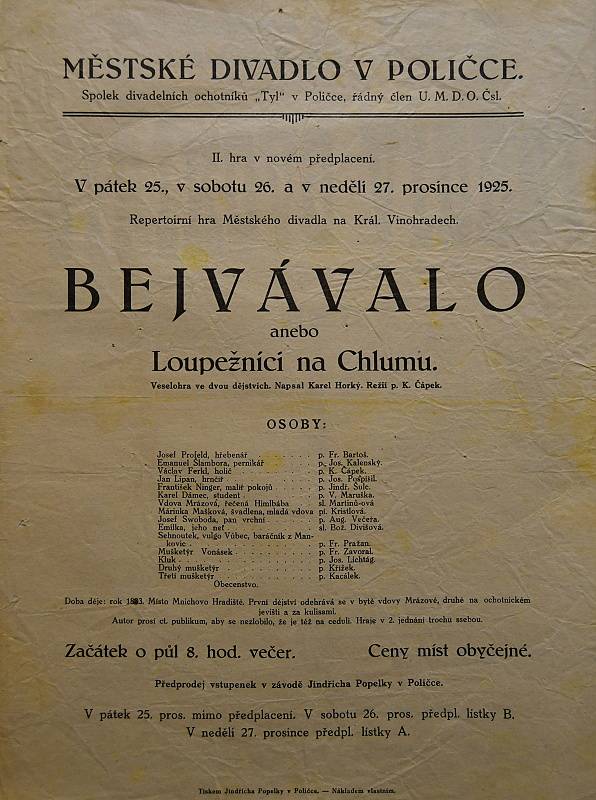 MĚSTSKÉ DIVADLO V POLIČCE.
Spolek divadelních ochotníků „Tyl“ v Poličce, řádný člen U. M. D. O. Čsl.
II. hra v novém předplacení.
V pátek 25., v sobotu 26. a v neděli 27. prosince 1925.
Repertoirní hra Městského divadla na Král. Vinohradech.
BEJVÁVALO
anebo
Loupežníci na Chlumu.
Veselohra ve dvou dějstvích. Napsal Karel Horký. Režii p. K. Čápek.
OSOBY:
Josef Profeld, hřebenář . . . . . p. Fr. Bartoš.
Emanuel Šlambora, pernikář . . . . p. Jos. Kalenský.
Václav Ferkl, holič . . . . . p. K. Čápek.
Jan Lipan, hrnčíř . . . . . p. Jos. Pospíšil.
František Ninger, malíř pokojů . . . . p. Jindř. Šulc.
Karel Dámec, student . . . . . p. V. Maruška.
Vdova Mrázová, řečená Himlbába . . sl. Martinů-ová
Márinka Mašková, švadlena, mladá vdova pí. Kristlová.
Josef Swoboda, pan vrchní . . . . p. Aug. Večeřa.
Emilka, jeho neť . . . . . sl. Bož. Divišová.
Sehnoutek, vulgo Vůbec, baráčník z Man-
kovic . . . . . p. Fr. Pražan.
Mušketýr Vonásek . . . . . p. Fr. Zavoral.
Kluk . . . . . p. Jos. Lichtág.
Druhý mušketýr . . . . . p. Křížek.
Třetí mušketýr . . . . . p. Kacálek.
Obecenstvo.
Doba děje: rok Místo Mnichovo Hradiště. První dějství odehrává se v bytě vdovy Mrázové, druhé na ochotnickém
jevišti a za kulisami.
Autor prosí ct. publikum, aby se nezlobilo, že je též na ceduli. Hraje v 2. jednání trochu ssebou.
Začátek o půl 8. hod. večer. Ceny míst obyčejné.
Předprodej vstupenek v závodě Jindřicha Popelky v Poličce.
V pátek 25. pros. mimo předplacení. V sobotu 26. pros. předpl. lístky B.
V neděli 27. prosince předpl. lístky A.
Tiskem Jindřicha Popelky v Poličce. — Nákladem vlastním.